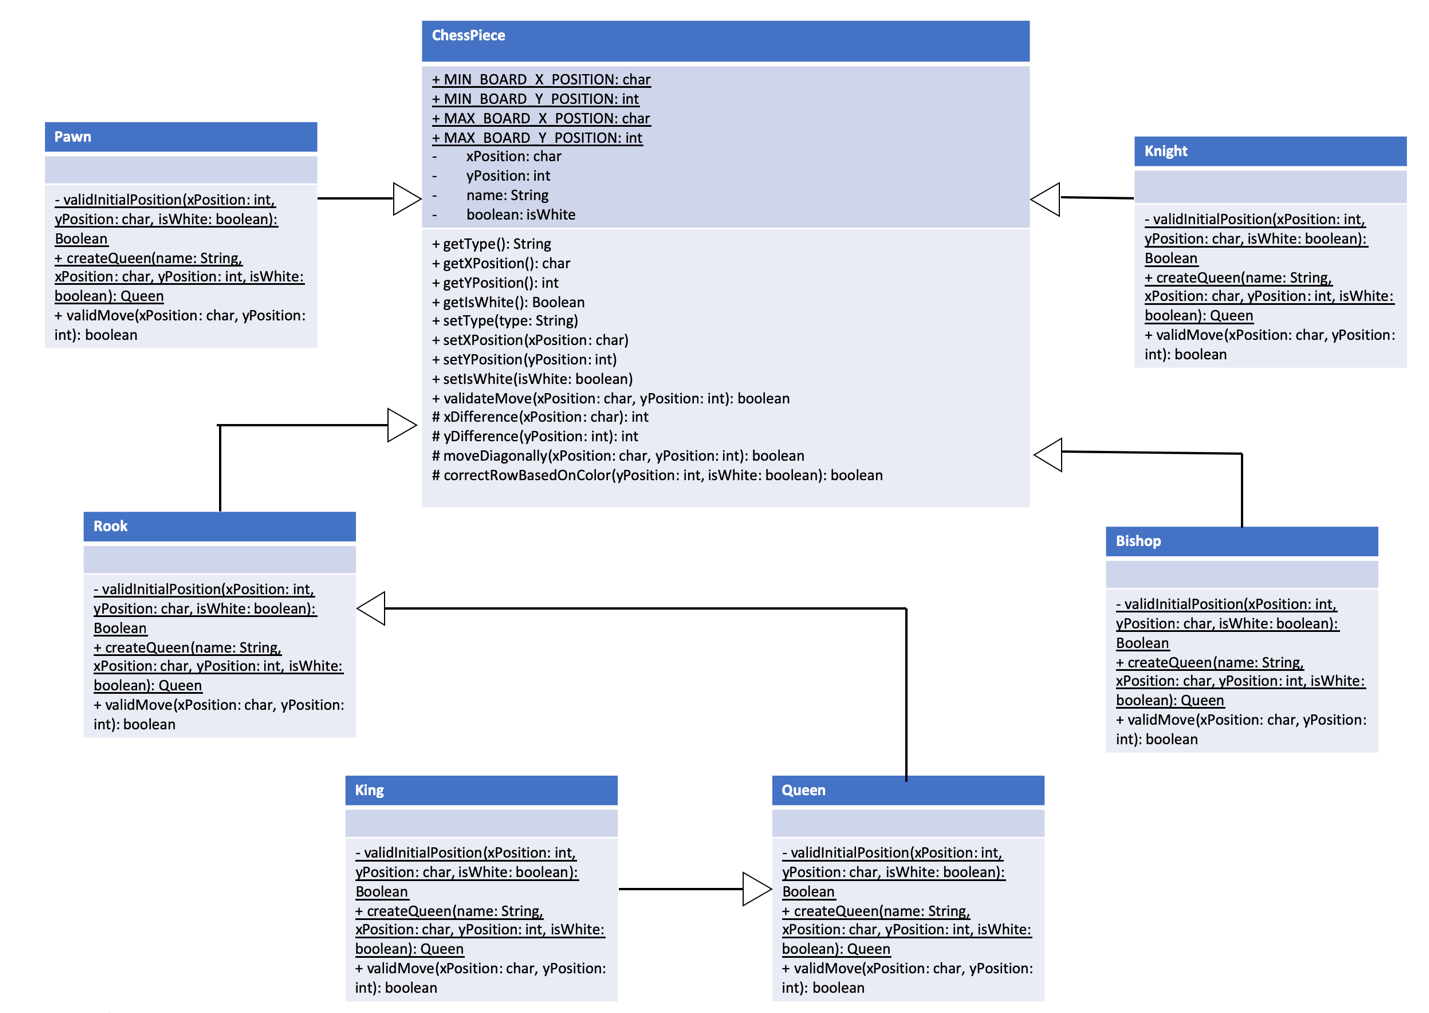 ChessPiece
+ MIN_BOARD_X_POSITION: char
+ MIN_BOARD_Y_POSITION: int
+ MAX_BOARD_X_POSTION: char
+ MAX_BOARD_Y_POSITION: int
- xPosition: char
- yPosition: int
- name: String
- boolean: isWhite
+ getType(): String
+ getXPosition(): char
+ getYPosition(): int
+ getIsWhite(): Boolean
+ setType(type: String)
+ setXPosition(xPosition: char)
+ setYPosition(yPosition: int)
+ setIsWhite(isWhite: boolean)
+ validateMove(xPosition: char, yPosition: int): boolean
# xDifference(xPosition: char): int
# yDifference(yPosition: int): int
# moveDiagonally(xPosition: char, yPosition: int): boolean
# correctRowBasedOnColor(yPosition: int, isWhite: boolean): boolean
Pawn
- validInitialPosition(xPosition: int,
yPosition: char, isWhite: boolean):
Boolean
+ createQueen(name: String,
xPosition: char, yPosition: int, isWhite:
boolean): Queen
+ validMove(xPosition: char, yPosition:
int): boolean
Knight
- validInitialPosition(xPosition: int,
yPosition: char, isWhite: boolean):
Boolean
+ createQueen(name: String,
xPosition: char, yPosition: int, isWhite:
boolean): Queen
+ validMove(xPosition: char, yPosition:
int): boolean
Rook
- validInitialPosition(xPosition: int,
yPosition: char, isWhite: boolean):
Boolean
+ createQueen(name: String,
xPosition: char, yPosition: int, isWhite:
boolean): Queen
+ validMove(xPosition: char, yPosition:
int): boolean
Bishop
- validInitialPosition(xPosition: int,
yPosition: char, isWhite: boolean):
Boolean
+ createQueen(name: String,
xPosition: char, yPosition: int, isWhite:
boolean): Queen
+ validMove(xPosition: char, yPosition:
int): boolean
King
- validInitialPosition(xPosition: int,
yPosition: char, isWhite: boolean):
Boolean
+ createQueen(name: String,
xPosition: char, yPosition: int, isWhite:
boolean): Queen
+ validMove(xPosition: char, yPosition:
int): boolean
Queen
- validInitialPosition(xPosition: int,
yPosition: char, isWhite: boolean):
Boolean
+ createQueen(name: String,
xPosition: char, yPosition: int, isWhite:
boolean): Queen
+ validMove(xPosition: char, yPosition:
int): boolean